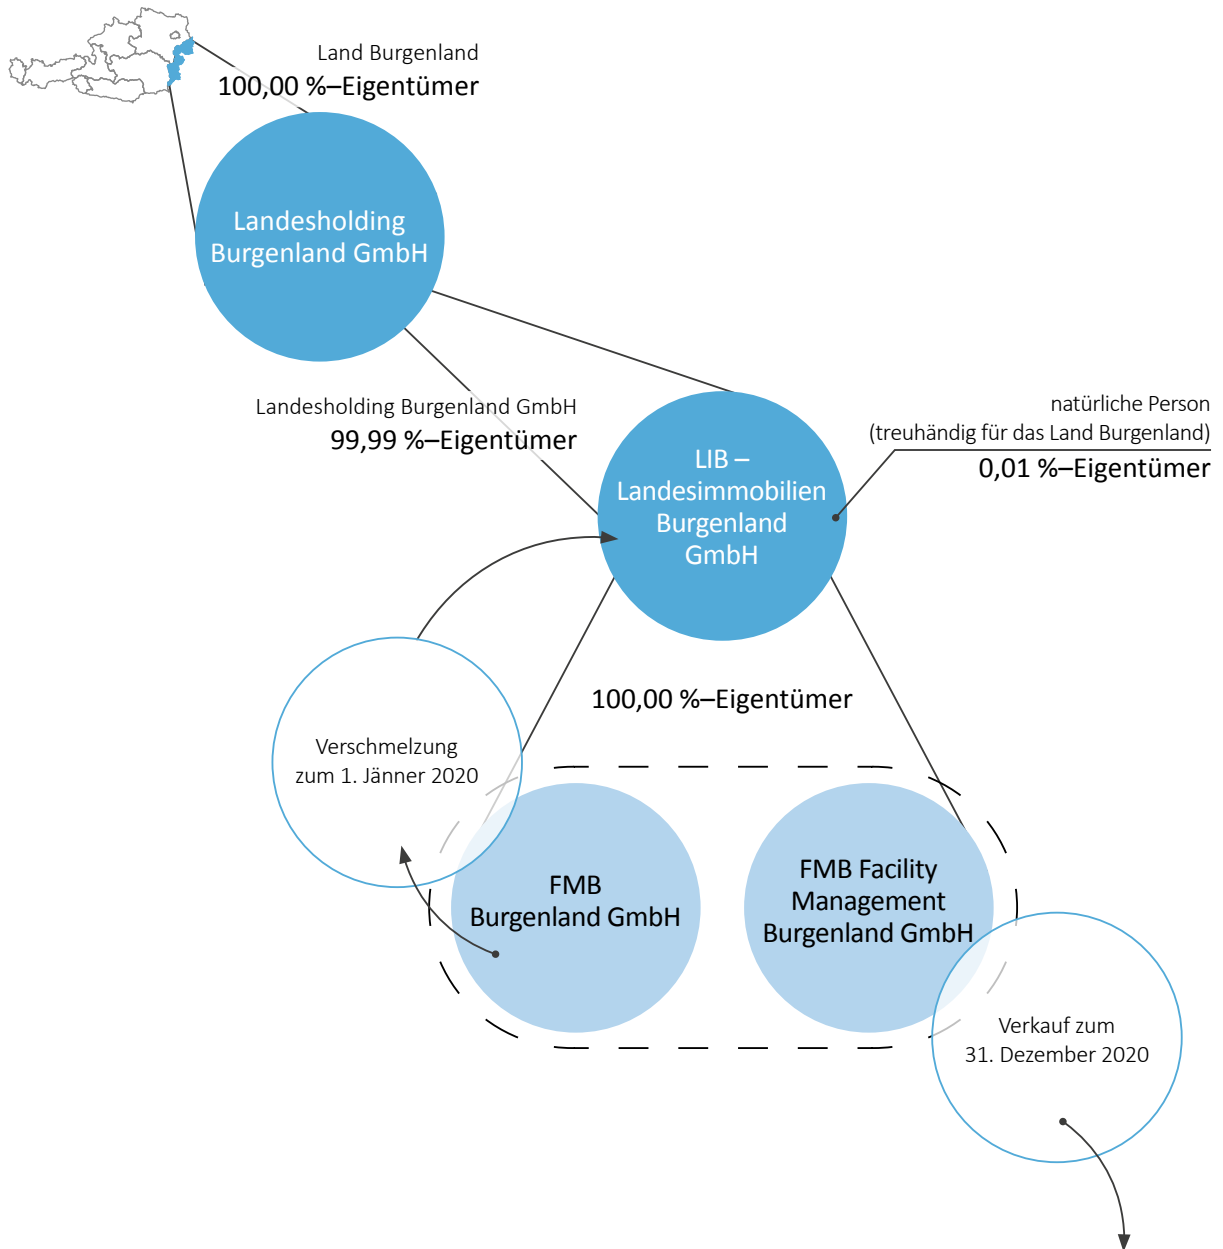 Land Burgenland
100,00 %–Eigentümer
Landesholding
Burgenland GmbH
Landesholding Burgenland GmbH
99,99 %–Eigentümer
natürliche Person
(treuhändig für das Land Burgenland)
0,01 %–Eigentümer
LIB –
Landesimmobilien
Burgenland
GmbH
100,00 %–Eigentümer
Verschmelzung
zum 1. Jänner 2020
FMB
Burgenland GmbH
FMB Facility
Management
Burgenland GmbH
Verkauf zum
31. Dezember 2020